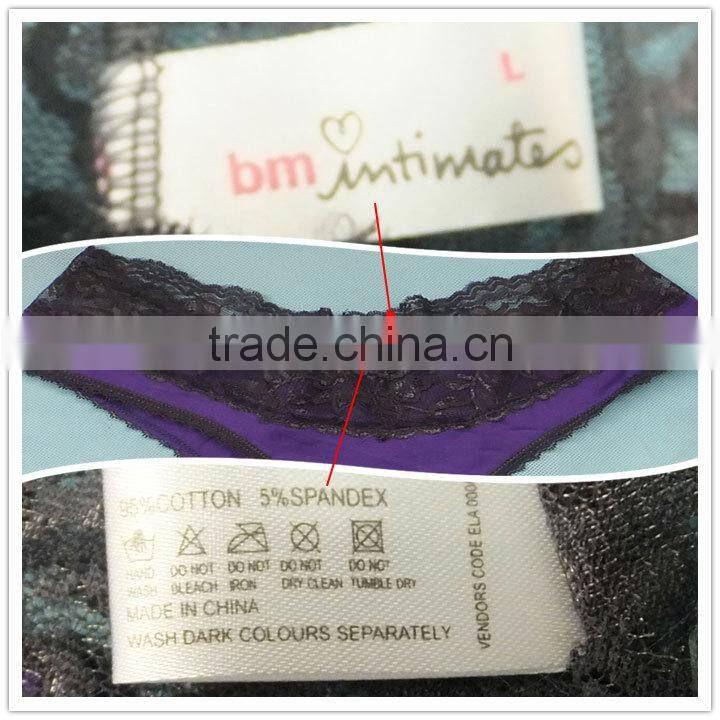 L
bm intimates
trade.china.cn
95%COTTON 5%SPANDEX
HAND WASH
DO NOT BLEACH
DO NOT IRON
DO NOT DRY CLEAN
DO NOT TUMBLE DRY
MADE IN CHINA
WASH DARK COLOURS SEPARATELY
VENDORS CODE ELA 000